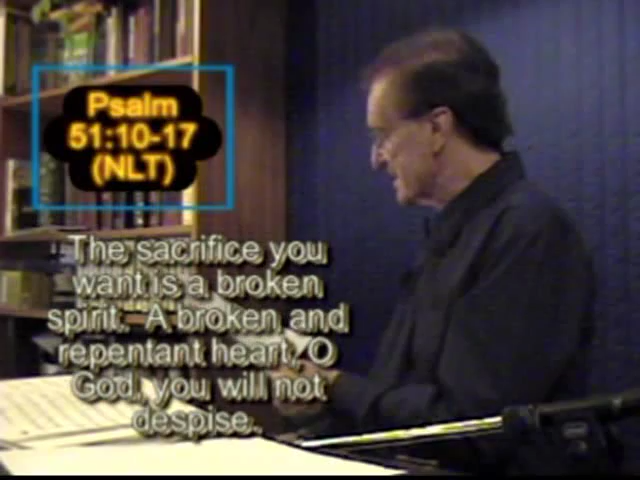 Psalm
51:10-17
(NLT)
The sacrifice you
want is a broken
spirit.  A broken and
repentant heart, O
God, you will not
despise.